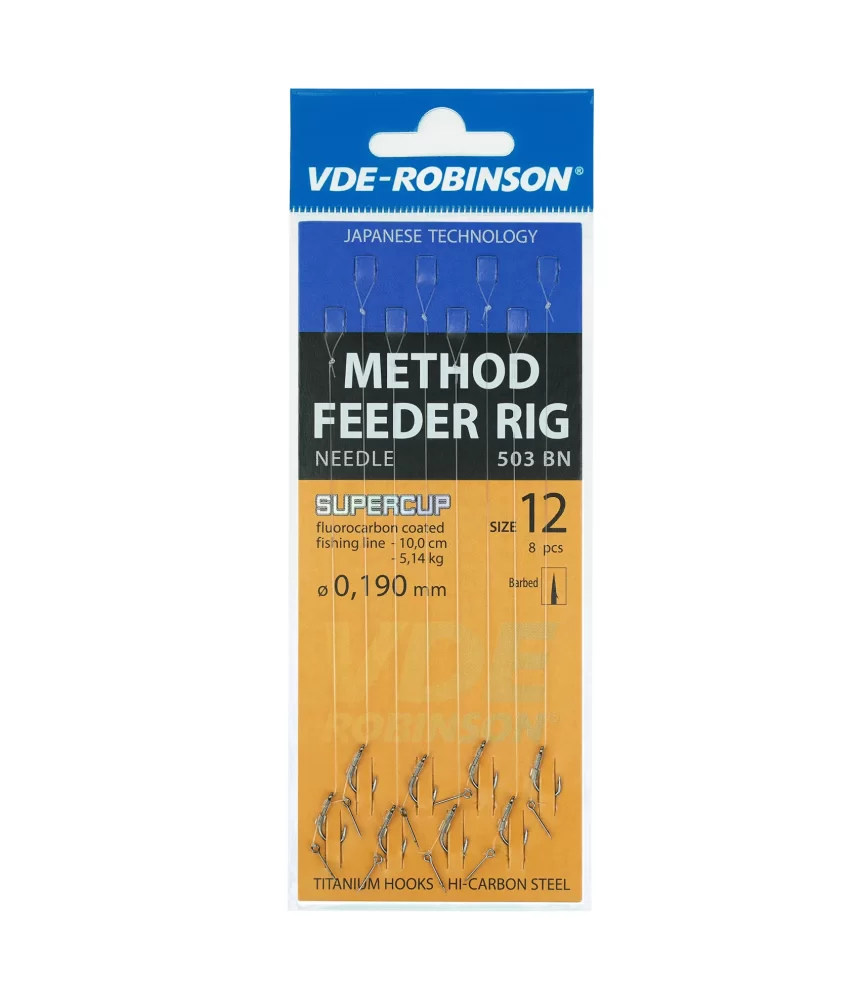 VDE-ROBINSON®
JAPANESE TECHNOLOGY
METHOD
FEEDER RIG
NEEDLE 503 BN
SUPERCUP
fluorocarbon coated
fishing line - 10,0 cm
- 5,14 kg
ø 0,190 mm
SIZE 12
8 pcs
Barbed
VDE
ROBINSON®
TITANIUM HOOKS - HI-CARBON STEEL